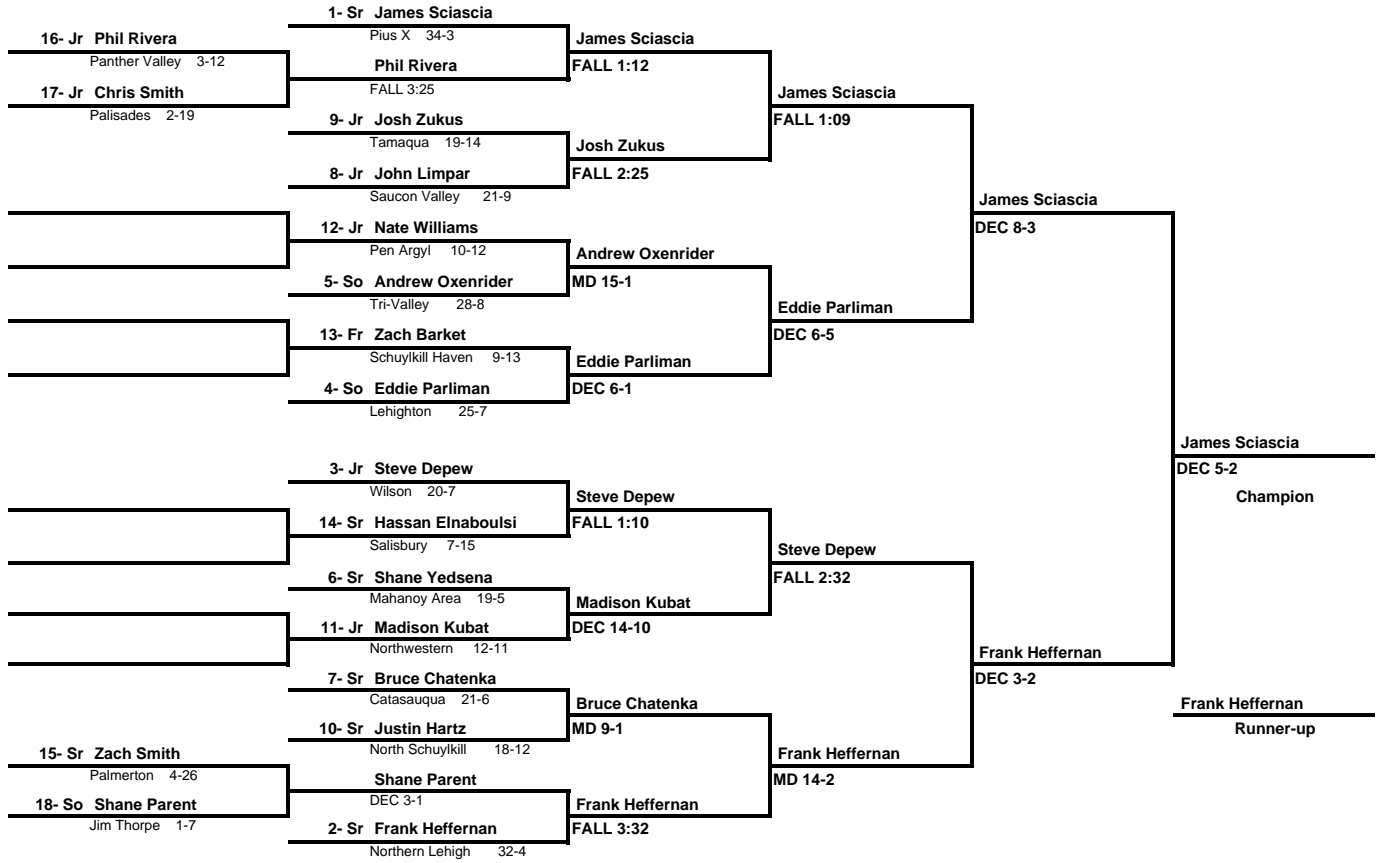 1- Sr James Sciascia
Pius X 34-3
16- Jr Phil Rivera
Panther Valley 3-12
James Sciascia
FALL 1:12
Phil Rivera
FALL 3:25
17- Jr Chris Smith
Palisades 2-19
James Sciascia
FALL 1:09
9- Jr Josh Zukus
Tamaqua 19-14
Josh Zukus
FALL 2:25
8- Jr John Limpar
Saucon Valley 21-9
James Sciascia
DEC 8-3
12- Jr Nate Williams
Pen Argyl 10-12
Andrew Oxenrider
MD 15-1
5- So Andrew Oxenrider
Tri-Valley 28-8
Eddie Parliman
DEC 6-5
13- Fr Zach Barket
Schuylkill Haven 9-13
Eddie Parliman
DEC 6-1
4- So Eddie Parliman
Lehighton 25-7
James Sciascia
DEC 5-2
Champion
3- Jr Steve Depew
Wilson 20-7
Steve Depew
FALL 1:10
14- Sr Hassan Elnaboulsi
Salisbury 7-15
Steve Depew
FALL 2:32
6- Sr Shane Yedsena
Mahanoy Area 19-5
Madison Kubat
DEC 14-10
11- Jr Madison Kubat
Northwestern 12-11
Frank Heffernan
DEC 3-2
7- Sr Bruce Chatenka
Catasauqua 21-6
Bruce Chatenka
MD 9-1
Frank Heffernan
Runner-up
10- Sr Justin Hartz
North Schuylkill 18-12
15- Sr Zach Smith
Palmerton 4-26
Frank Heffernan
MD 14-2
Shane Parent
DEC 3-1
18- So Shane Parent
Jim Thorpe 1-7
Frank Heffernan
FALL 3:32
2- Sr Frank Heffernan
Northern Lehigh 32-4